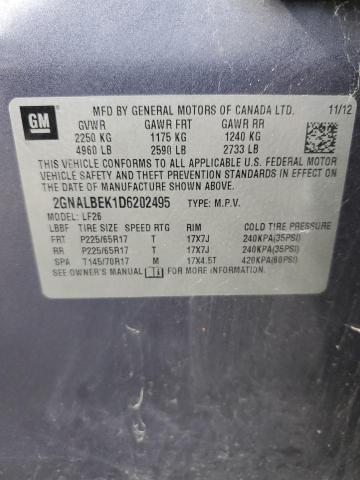 GM
MFD BY GENERAL MOTORS OF CANADA LTD. 11/12
GVWR GAWR FRT GAWR RR
2250 KG 1175 KG 1240 KG
4960 LB 2590 LB 2733 LB
THIS VEHICLE CONFORMS TO ALL APPLICABLE U.S. FEDERAL MOTOR
VEHICLE SAFETY AND THEFT PREVENTION STANDARDS IN EFFECT
ON THE DATE OF MANUFACTURE SHOWN ABOVE.
2GNALBEK1D6202495 TYPE: M.P.V.
MODEL: LF26
LBBF TIRE SIZE SPEED RTG RIM COLD TIRE PRESSURE
FRT P225/65R17 T 17X7J 240KPA(35PSI)
RR P225/65R17 T 17X7J 240KPA(35PSI)
SPA T145/70R17 M 17X4.5T 420KPA(60PSI)
SEE OWNER'S MANUAL FOR ADDITIONAL INFORMATION